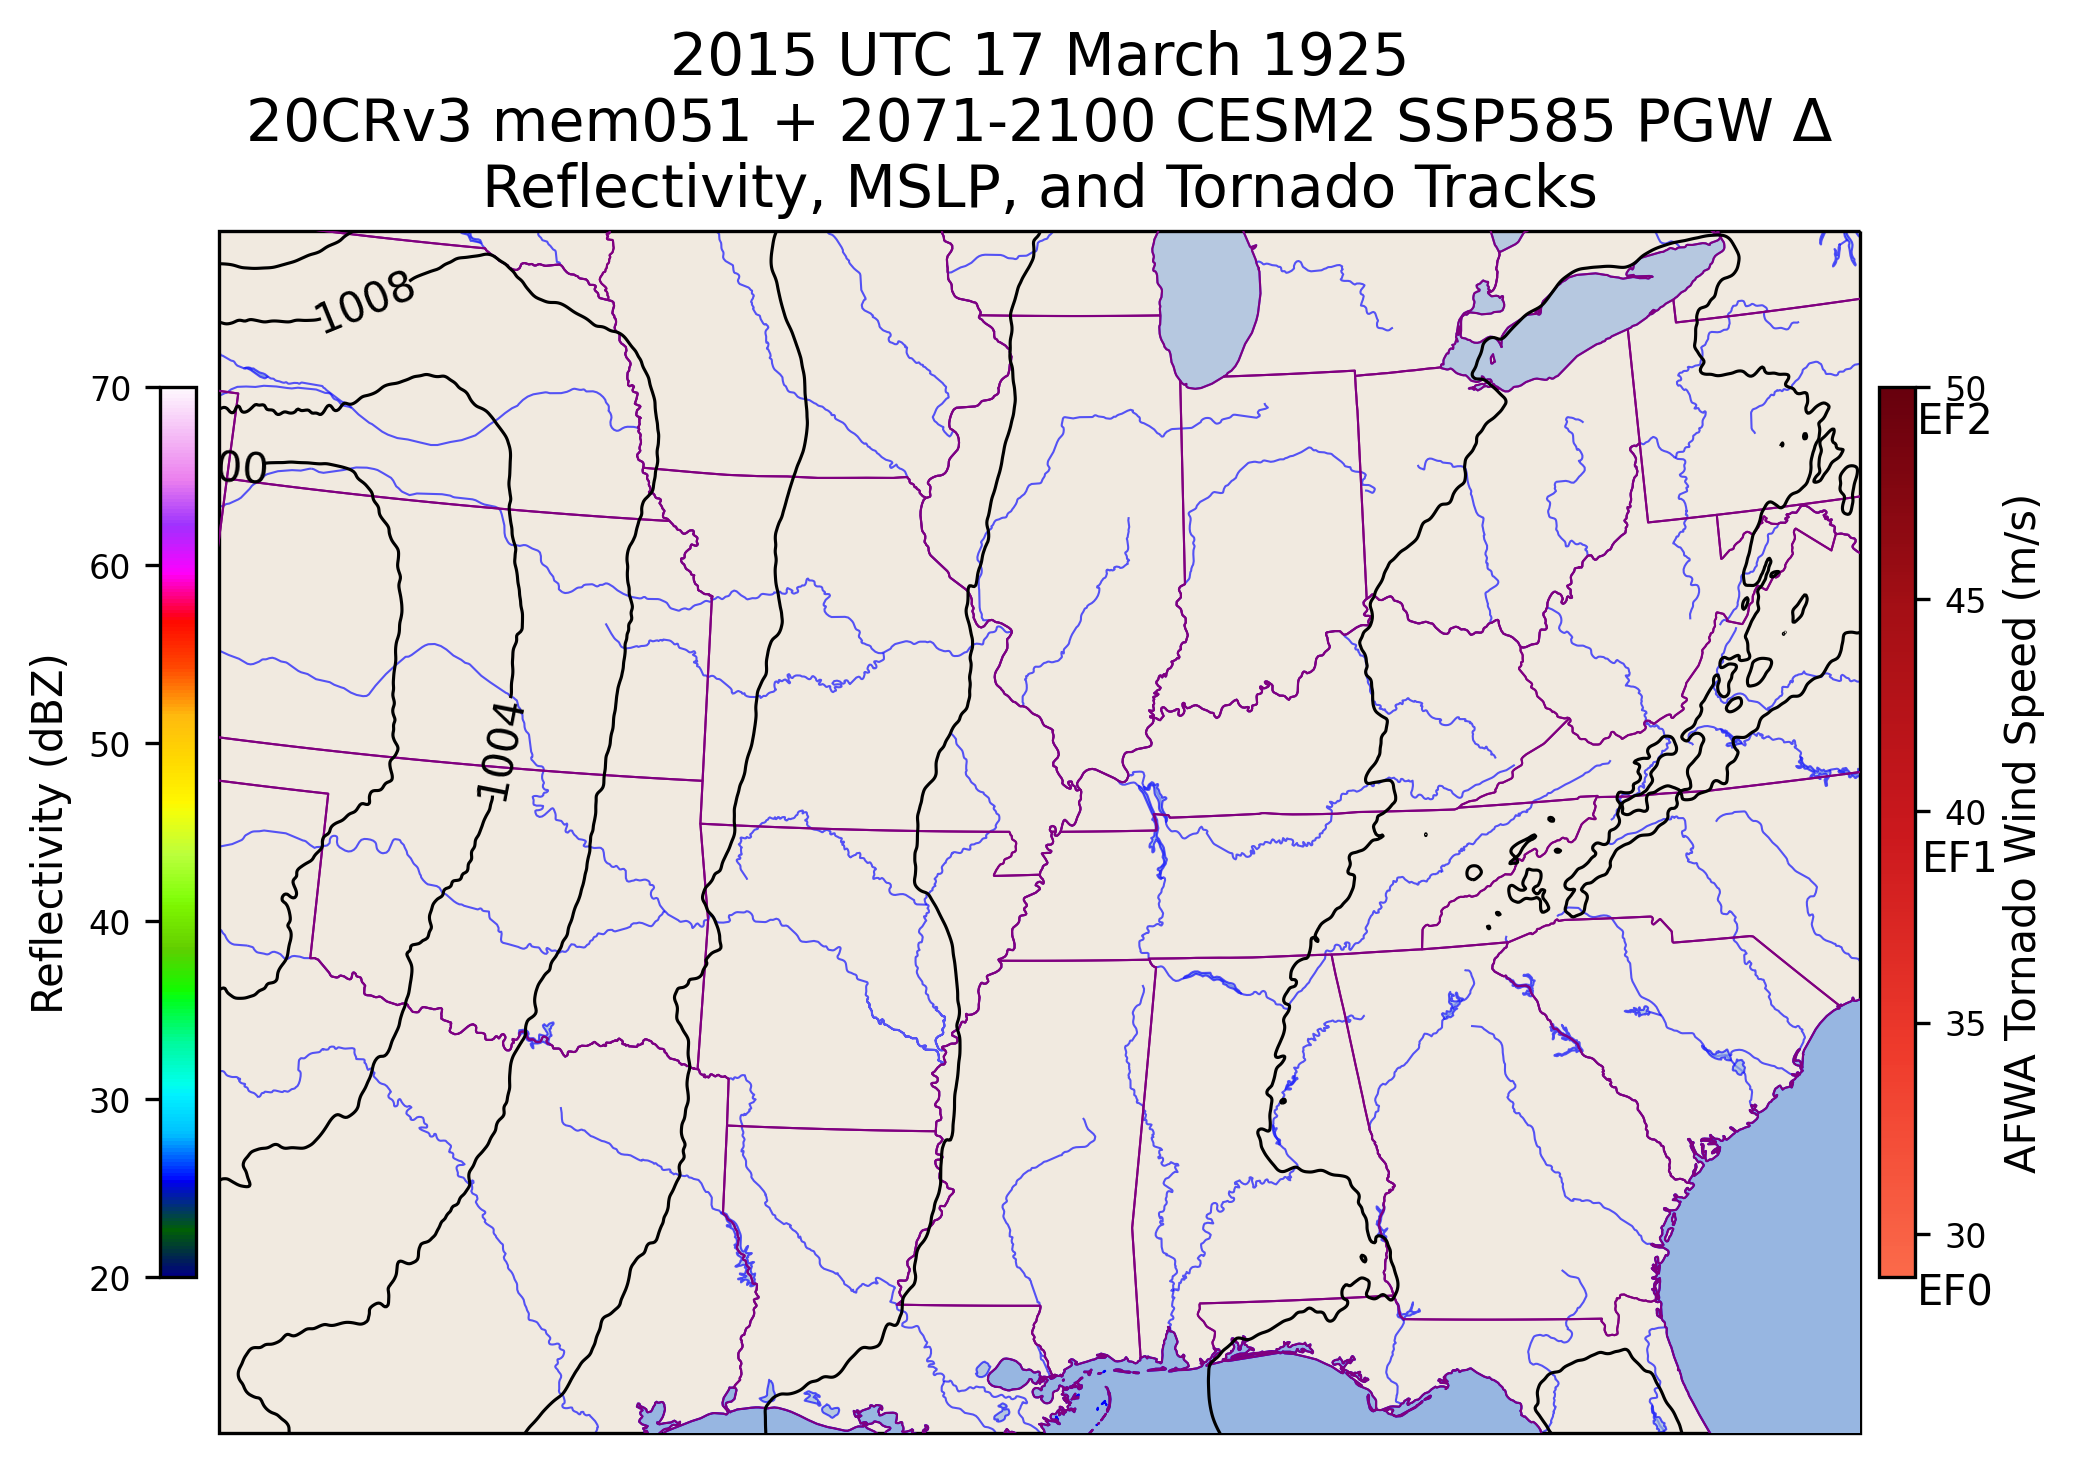 2015 UTC 17 March 1925
20CRv3 mem051 + 2071-2100 CESM2 SSP585 PGW Δ
Reflectivity, MSLP, and Tornado Tracks
1008
00
1004
70
60
50
40
30
20
Reflectivity (dBZ)
50
EF2
45
40
EF1
35
30
EF0
AFWA Tornado Wind Speed (m/s)